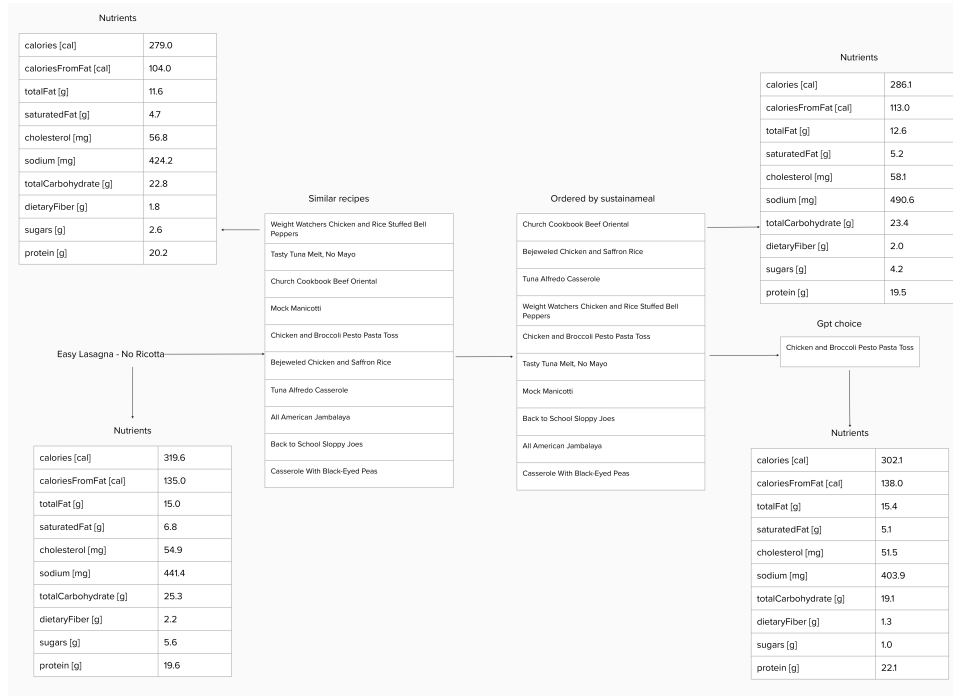 Nutrients
calories [cal] 279.0
caloriesFromFat [cal] 104.0
totalFat [g] 11.6
saturatedFat [g] 4.7
cholesterol [mg] 56.8
sodium [mg] 424.2
totalCarbohydrate [g] 22.8
dietaryFiber [g] 1.8
sugars [g] 2.6
protein [g] 20.2
Similar recipes
Weight Watchers Chicken and Rice Stuffed Bell
Peppers
Tasty Tuna Melt, No Mayo
Church Cookbook Beef Oriental
Mock Manicotti
Chicken and Broccoli Pesto Pasta Toss
Bejeweled Chicken and Saffron Rice
Tuna Alfredo Casserole
All American Jambalaya
Back to School Sloppy Joes
Casserole With Black-Eyed Peas
Easy Lasagna - No Ricotta
Nutrients
calories [cal] 319.6
caloriesFromFat [cal] 135.0
totalFat [g] 15.0
saturatedFat [g] 6.8
cholesterol [mg] 54.9
sodium [mg] 441.4
totalCarbohydrate [g] 25.3
dietaryFiber [g] 2.2
sugars [g] 5.6
protein [g] 19.6
Ordered by sustainameal
Church Cookbook Beef Oriental
Bejeweled Chicken and Saffron Rice
Tuna Alfredo Casserole
Weight Watchers Chicken and Rice Stuffed Bell
Peppers
Chicken and Broccoli Pesto Pasta Toss
Tasty Tuna Melt, No Mayo
Mock Manicotti
Back to School Sloppy Joes
All American Jambalaya
Casserole With Black-Eyed Peas
Nutrients
calories [cal] 286.1
caloriesFromFat [cal] 113.0
totalFat [g] 12.6
saturatedFat [g] 5.2
cholesterol [mg] 58.1
sodium [mg] 490.6
totalCarbohydrate [g] 23.4
dietaryFiber [g] 2.0
sugars [g] 4.2
protein [g] 19.5
Gpt choice
Chicken and Broccoli Pesto Pasta Toss
Nutrients
calories [cal] 302.1
caloriesFromFat [cal] 138.0
totalFat [g] 15.4
saturatedFat [g] 5.1
cholesterol [mg] 51.5
sodium [mg] 403.9
totalCarbohydrate [g] 19.1
dietaryFiber [g] 1.3
sugars [g] 1.0
protein [g] 22.1